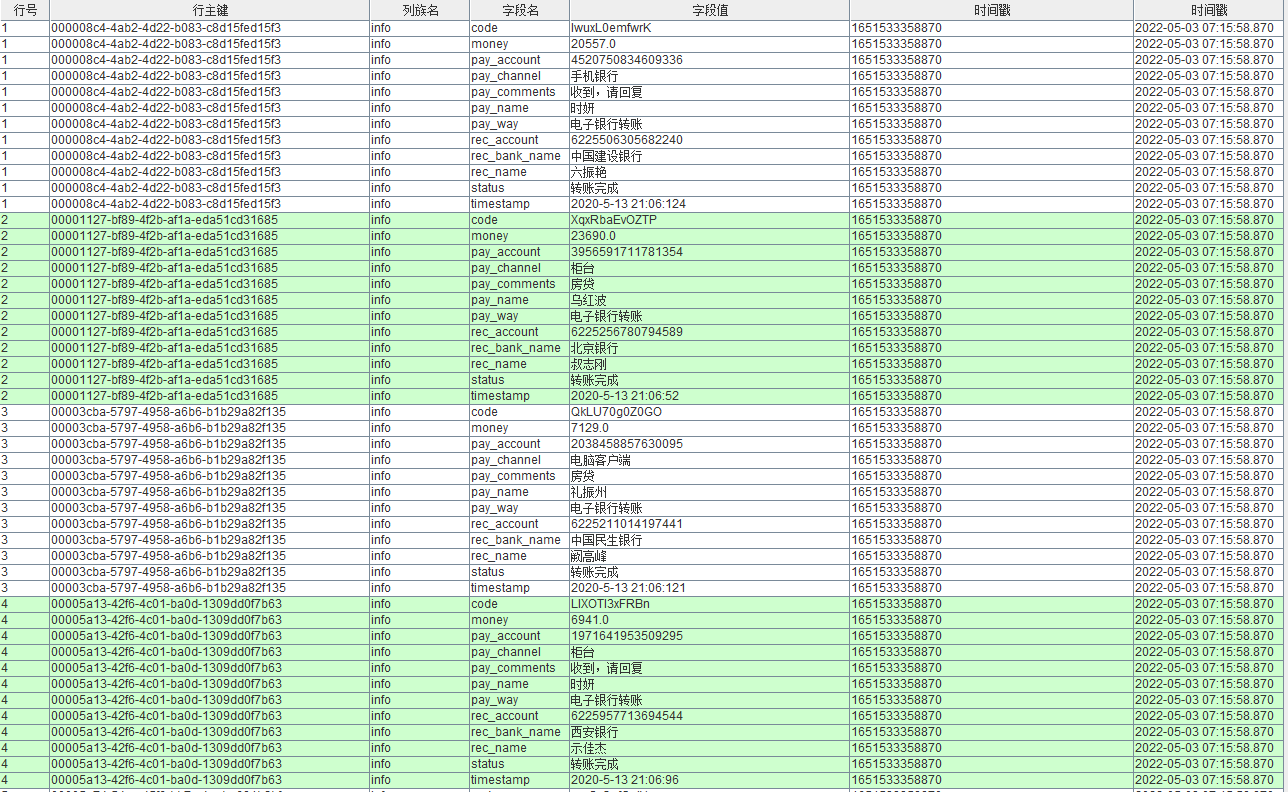 行号 行主键 列族名 字段名 字段值 时间戳 时间戳
1 000008c4-4ab2-4d22-b083-c8d15fed15f3 info code IwuxL0emfwrK 1651533358870 2022-05-03 07:15:58.870
1 000008c4-4ab2-4d22-b083-c8d15fed15f3 info money 20557.0 1651533358870 2022-05-03 07:15:58.870
1 000008c4-4ab2-4d22-b083-c8d15fed15f3 info pay_account 4520750834609336 1651533358870 2022-05-03 07:15:58.870
1 000008c4-4ab2-4d22-b083-c8d15fed15f3 info pay_channel 手机银行 1651533358870 2022-05-03 07:15:58.870
1 000008c4-4ab2-4d22-b083-c8d15fed15f3 info pay_comments 收到，请回复 1651533358870 2022-05-03 07:15:58.870
1 000008c4-4ab2-4d22-b083-c8d15fed15f3 info pay_name 时妍 1651533358870 2022-05-03 07:15:58.870
1 000008c4-4ab2-4d22-b083-c8d15fed15f3 info pay_way 电子银行转账 1651533358870 2022-05-03 07:15:58.870
1 000008c4-4ab2-4d22-b083-c8d15fed15f3 info rec_account 6225506305682240 1651533358870 2022-05-03 07:15:58.870
1 000008c4-4ab2-4d22-b083-c8d15fed15f3 info rec_bank_name 中国建设银行 1651533358870 2022-05-03 07:15:58.870
1 000008c4-4ab2-4d22-b083-c8d15fed15f3 info rec_name 六振艳 1651533358870 2022-05-03 07:15:58.870
1 000008c4-4ab2-4d22-b083-c8d15fed15f3 info status 转账完成 1651533358870 2022-05-03 07:15:58.870
1 000008c4-4ab2-4d22-b083-c8d15fed15f3 info timestamp 2020-5-13 21:06:124 1651533358870 2022-05-03 07:15:58.870
2 00001127-bf89-4f2b-af1a-eda51cd31685 info code XqxRbaEvOZTP 1651533358870 2022-05-03 07:15:58.870
2 00001127-bf89-4f2b-af1a-eda51cd31685 info money 23690.0 1651533358870 2022-05-03 07:15:58.870
2 00001127-bf89-4f2b-af1a-eda51cd31685 info pay_account 3956591711781354 1651533358870 2022-05-03 07:15:58.870
2 00001127-bf89-4f2b-af1a-eda51cd31685 info pay_channel 柜台 1651533358870 2022-05-03 07:15:58.870
2 00001127-bf89-4f2b-af1a-eda51cd31685 info pay_comments 房贷 1651533358870 2022-05-03 07:15:58.870
2 00001127-bf89-4f2b-af1a-eda51cd31685 info pay_name 乌红波 1651533358870 2022-05-03 07:15:58.870
2 00001127-bf89-4f2b-af1a-eda51cd31685 info pay_way 电子银行转账 1651533358870 2022-05-03 07:15:58.870
2 00001127-bf89-4f2b-af1a-eda51cd31685 info rec_account 6225256780794589 1651533358870 2022-05-03 07:15:58.870
2 00001127-bf89-4f2b-af1a-eda51cd31685 info rec_bank_name 北京银行 1651533358870 2022-05-03 07:15:58.870
2 00001127-bf89-4f2b-af1a-eda51cd31685 info rec_name 叔志刚 1651533358870 2022-05-03 07:15:58.870
2 00001127-bf89-4f2b-af1a-eda51cd31685 info status 转账完成 1651533358870 2022-05-03 07:15:58.870
2 00001127-bf89-4f2b-af1a-eda51cd31685 info timestamp 2020-5-13 21:06:52 1651533358870 2022-05-03 07:15:58.870
3 00003cba-5797-4958-a6b6-b1b29a82f135 info code QkLU70g0Z0GO 1651533358870 2022-05-03 07:15:58.870
3 00003cba-5797-4958-a6b6-b1b29a82f135 info money 7129.0 1651533358870 2022-05-03 07:15:58.870
3 00003cba-5797-4958-a6b6-b1b29a82f135 info pay_account 2038458857630095 1651533358870 2022-05-03 07:15:58.870
3 00003cba-5797-4958-a6b6-b1b29a82f135 info pay_channel 电脑客户端 1651533358870 2022-05-03 07:15:58.870
3 00003cba-5797-4958-a6b6-b1b29a82f135 info pay_comments 房贷 1651533358870 2022-05-03 07:15:58.870
3 00003cba-5797-4958-a6b6-b1b29a82f135 info pay_name 礼振州 1651533358870 2022-05-03 07:15:58.870
3 00003cba-5797-4958-a6b6-b1b29a82f135 info pay_way 电子银行转账 1651533358870 2022-05-03 07:15:58.870
3 00003cba-5797-4958-a6b6-b1b29a82f135 info rec_account 6225211014197441 1651533358870 2022-05-03 07:15:58.870
3 00003cba-5797-4958-a6b6-b1b29a82f135 info rec_bank_name 中国民生银行 1651533358870 2022-05-03 07:15:58.870
3 00003cba-5797-4958-a6b6-b1b29a82f135 info rec_name 阚高峰 1651533358870 2022-05-03 07:15:58.870
3 00003cba-5797-4958-a6b6-b1b29a82f135 info status 转账完成 1651533358870 2022-05-03 07:15:58.870
3 00003cba-5797-4958-a6b6-b1b29a82f135 info timestamp 2020-5-13 21:06:121 1651533358870 2022-05-03 07:15:58.870
4 00005a13-42f6-4c01-ba0d-1309dd0f7b63 info code LIXOTI3xFRBn 1651533358870 2022-05-03 07:15:58.870
4 00005a13-42f6-4c01-ba0d-1309dd0f7b63 info money 6941.0 1651533358870 2022-05-03 07:15:58.870
4 00005a13-42f6-4c01-ba0d-1309dd0f7b63 info pay_account 1971641953509295 1651533358870 2022-05-03 07:15:58.870
4 00005a13-42f6-4c01-ba0d-1309dd0f7b63 info pay_channel 柜台 1651533358870 2022-05-03 07:15:58.870
4 00005a13-42f6-4c01-ba0d-1309dd0f7b63 info pay_comments 收到，请回复 1651533358870 2022-05-03 07:15:58.870
4 00005a13-42f6-4c01-ba0d-1309dd0f7b63 info pay_name 时妍 1651533358870 2022-05-03 07:15:58.870
4 00005a13-42f6-4c01-ba0d-1309dd0f7b63 info pay_way 电子银行转账 1651533358870 2022-05-03 07:15:58.870
4 00005a13-42f6-4c01-ba0d-1309dd0f7b63 info rec_account 6225957713694544 1651533358870 2022-05-03 07:15:58.870
4 00005a13-42f6-4c01-ba0d-1309dd0f7b63 info rec_bank_name 西安银行 1651533358870 2022-05-03 07:15:58.870
4 00005a13-42f6-4c01-ba0d-1309dd0f7b63 info rec_name 示佳杰 1651533358870 2022-05-03 07:15:58.870
4 00005a13-42f6-4c01-ba0d-1309dd0f7b63 info status 转账完成 1651533358870 2022-05-03 07:15:58.870
4 00005a13-42f6-4c01-ba0d-1309dd0f7b63 info timestamp 2020-5-13 21:06:96 1651533358870 2022-05-03 07:15:58.870